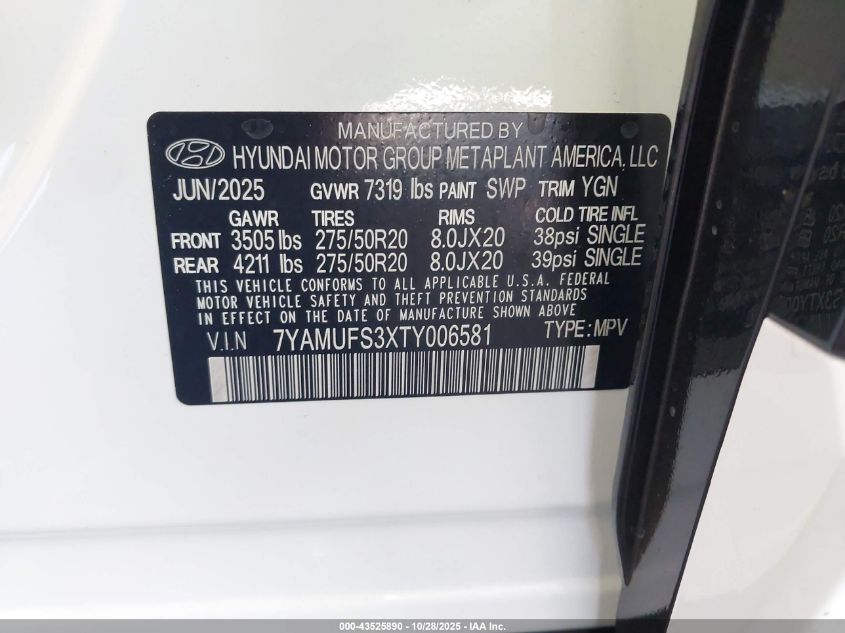 MANUFACTURED BY
HYUNDAI MOTOR GROUP METAPLANT AMERICA, LLC
JUN/2025 GVWR 7319 lbs PAINT SWP TRIM YGN
GAWR TIRES RIMS COLD TIRE INFL
FRONT 3505 lbs 275/50R20 8.0JX20 38psi SINGLE
REAR 4211 lbs 275/50R20 8.0JX20 39psi SINGLE
THIS VEHICLE CONFORMS TO ALL APPLICABLE U.S.A. FEDERAL
MOTOR VEHICLE SAFETY AND THEFT PREVENTION STANDARDS
IN EFFECT ON THE DATE OF MANUFACTURE SHOWN ABOVE.
V.I.N 7YAMUFS3XTY006581 TYPE: MPV
000-43525890 - 10/28/2025 - IAA Inc.